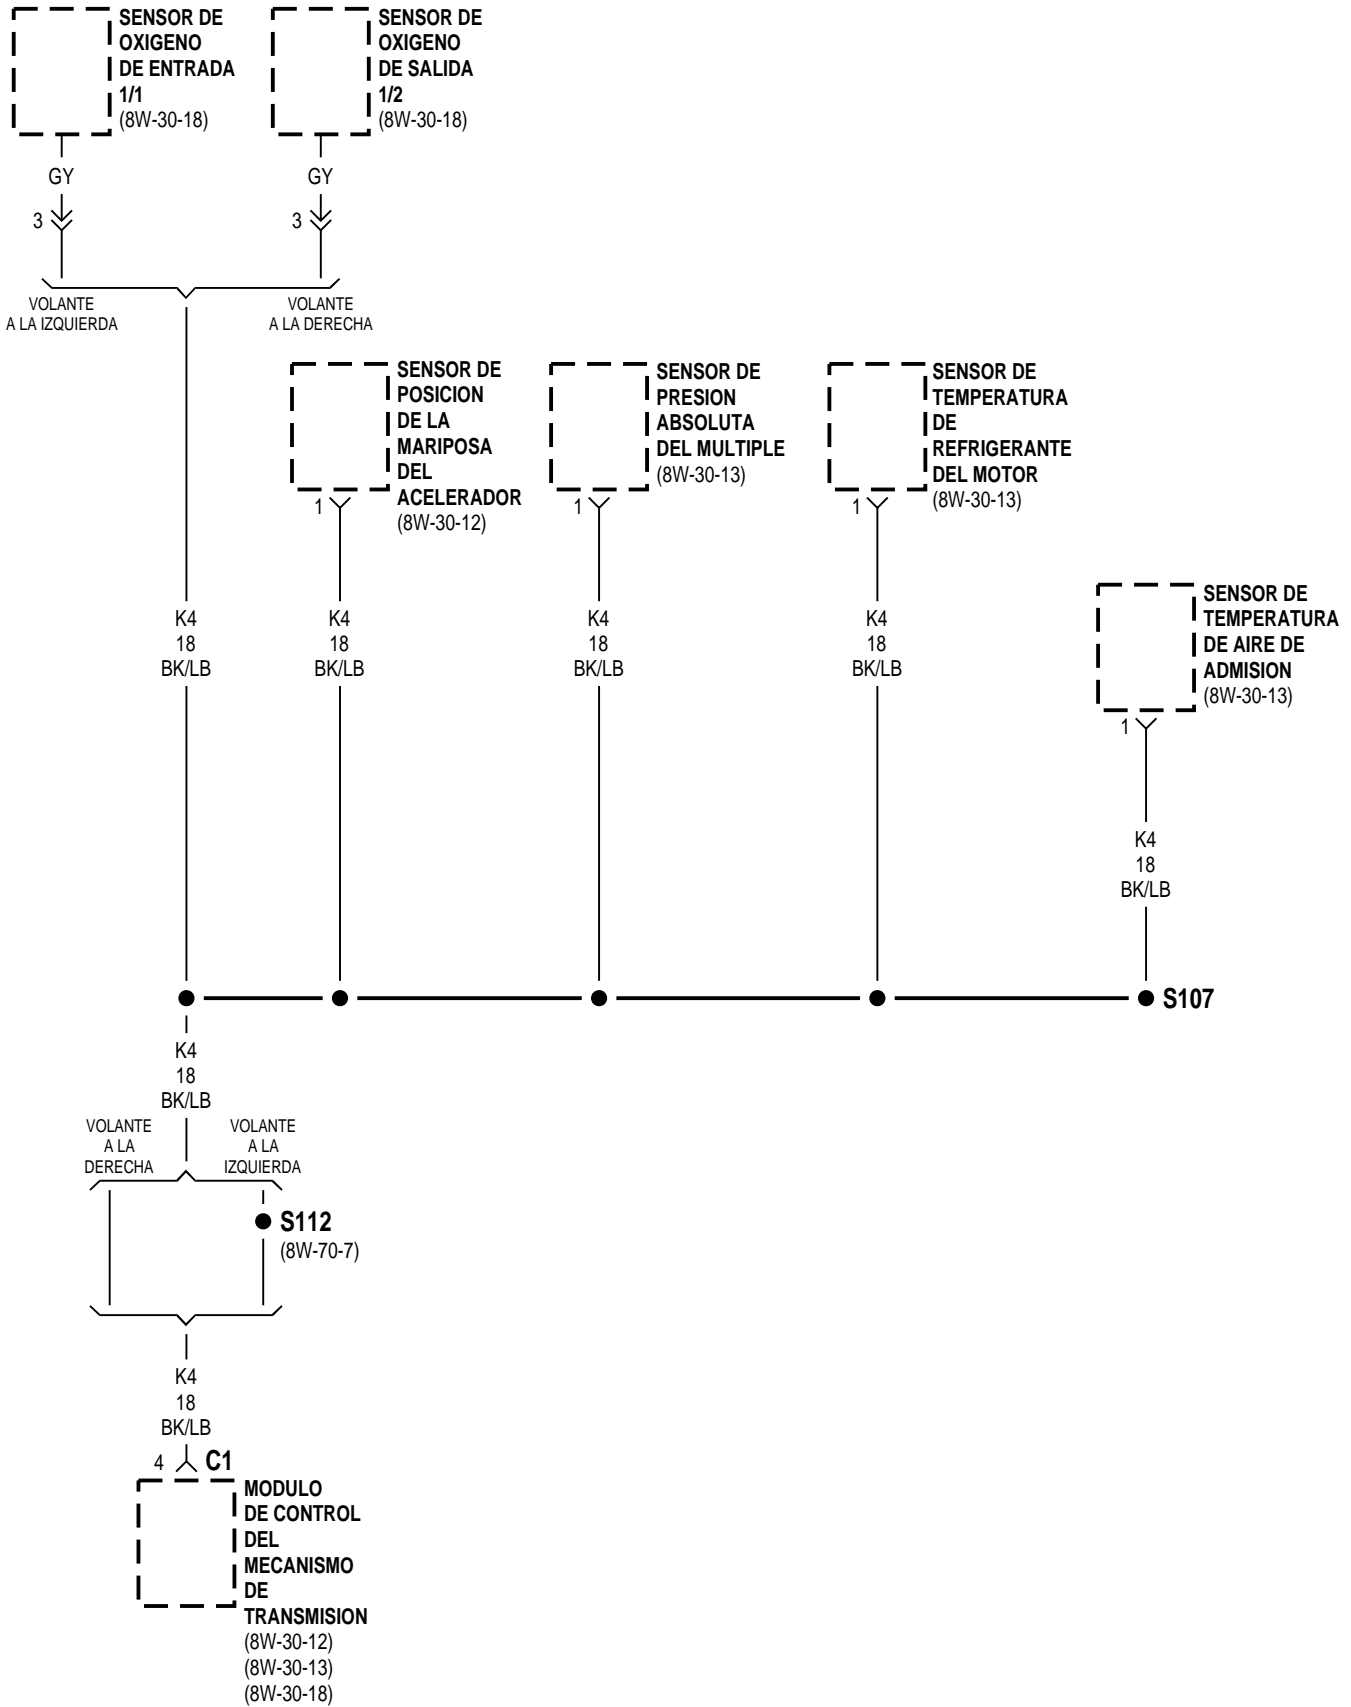 SENSOR DE
OXIGENO
DE ENTRADA
1/1
(8W-30-18)
SENSOR DE
OXIGENO
DE SALIDA
1/2
(8W-30-18)
GY
GY
3
3
VOLANTE
A LA IZQUIERDA
VOLANTE
A LA DERECHA
SENSOR DE
POSICION
DE LA
MARIPOSA
DEL
ACELERADOR
(8W-30-12)
SENSOR DE
PRESION
ABSOLUTA
DEL MULTIPLE
(8W-30-13)
SENSOR DE
TEMPERATURA
DE
REFRIGERANTE
DEL MOTOR
(8W-30-13)
1
1
1
SENSOR DE
TEMPERATURA
DE AIRE DE
ADMISION
(8W-30-13)
1
K4
18
BK/LB
K4
18
BK/LB
K4
18
BK/LB
K4
18
BK/LB
K4
18
BK/LB
S107
K4
18
BK/LB
VOLANTE
A LA
DERECHA
VOLANTE
A LA
IZQUIERDA
S112
(8W-70-7)
K4
18
BK/LB
4
C1
MODULO
DE CONTROL
DEL
MECANISMO
DE
TRANSMISION
(8W-30-12)
(8W-30-13)
(8W-30-18)